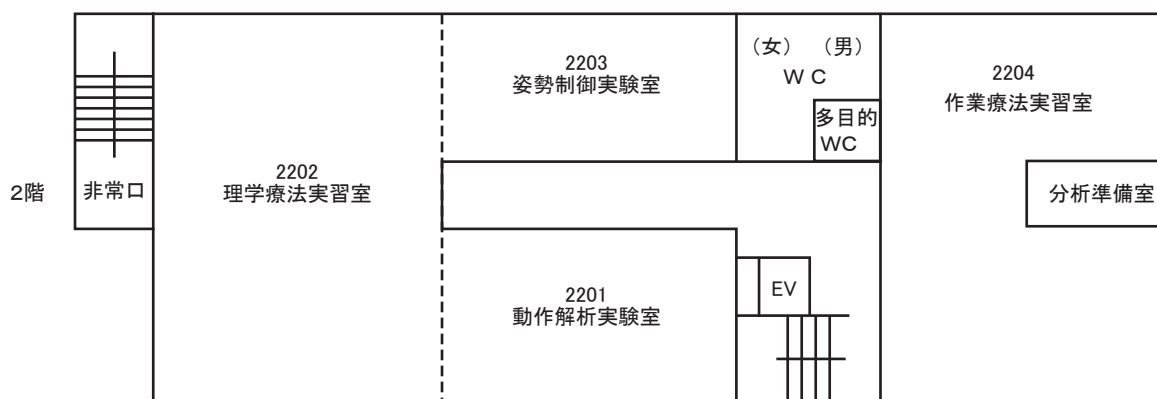 2階
非常口
2202
理学療法実習室
2203
姿勢制御実験室
2201
動作解析実験室
（女）　（男）
ＷＣ
多目的
ＷＣ
EV
2204
作業療法実習室
分析準備室